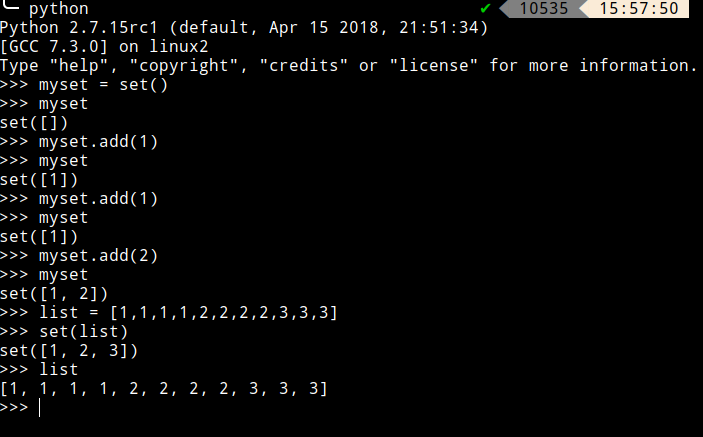 python ✔ 10535 15:57:50
Python 2.7.15rc1 (default, Apr 15 2018, 21:51:34)
[GCC 7.3.0] on linux2
Type "help", "copyright", "credits" or "license" for more information.
>>> myset = set()
>>> myset
set([])
>>> myset.add(1)
>>> myset
set([1])
>>> myset.add(1)
>>> myset
set([1])
>>> myset.add(2)
>>> myset
set([1, 2])
>>> list = [1,1,1,1,2,2,2,2,3,3,3]
>>> set(list)
set([1, 2, 3])
>>> list
[1, 1, 1, 1, 2, 2, 2, 2, 3, 3, 3]
>>>